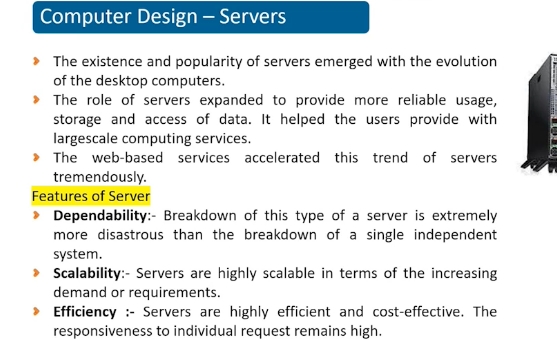 Computer Design – Servers
The existence and popularity of servers emerged with the evolution
of the desktop computers.
The role of servers expanded to provide more reliable usage,
storage and access of data. It helped the users provide with
largescale computing services.
The web-based services accelerated this trend of servers
tremendously.
Features of Server
Dependability:- Breakdown of this type of a server is extremely
more disastrous than the breakdown of a single independent
system.
Scalability:- Servers are highly scalable in terms of the increasing
demand or requirements.
Efficiency :- Servers are highly efficient and cost-effective. The
responsiveness to individual request remains high.